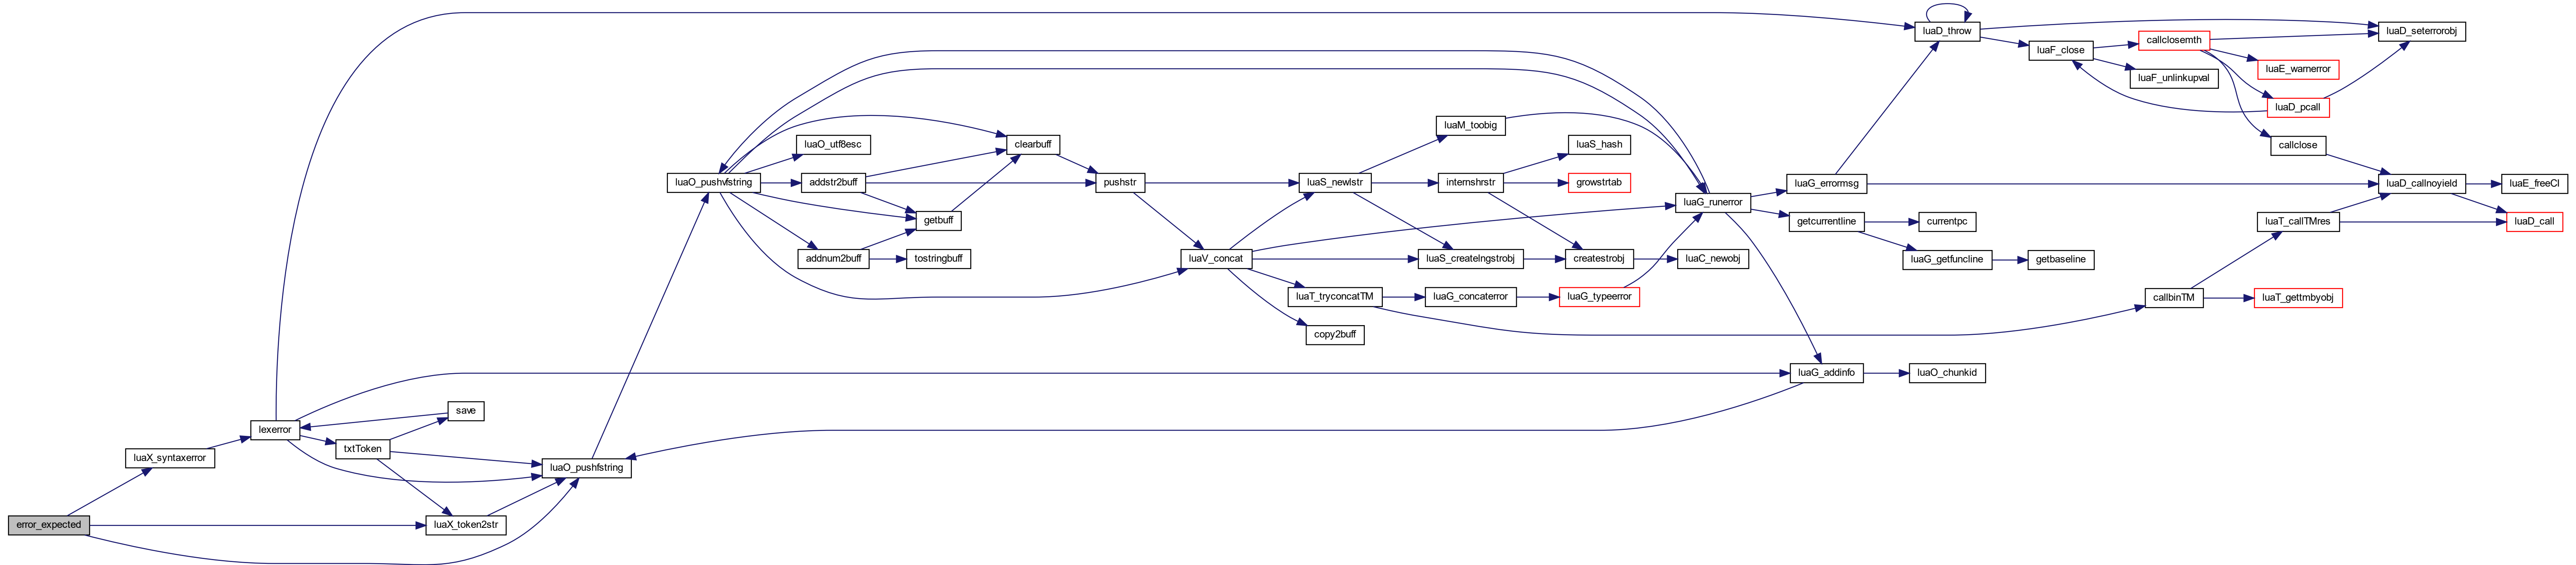 error_expected
luaX_syntaxerror
lexerror
txtToken
save
luaX_token2str
luaO_pushfstring
luaO_pushvfstring
luaO_utf8esc
addstr2buff
getbuff
addnum2buff
tostringbuff
clearbuff
pushstr
luaV_concat
luaS_newlstr
luaM_toobig
internshrstr
luaS_hash
growstrtab
luaS_createlngstrobj
createstrobj
luaC_newobj
luaT_tryconcatTM
luaG_concaterror
luaG_typeerror
copy2buff
luaG_runerror
luaG_errormsg
getcurrentline
currentpc
luaG_getfuncline
getbaseline
luaG_addinfo
luaO_chunkid
luaD_throw
luaF_close
callclosemth
luaF_unlinkupval
luaD_seterrorobj
luaE_warnerror
luaD_pcall
callclose
luaD_callnoyield
luaE_freeCI
luaD_call
luaT_callTMres
callbinTM
luaT_gettmbyobj